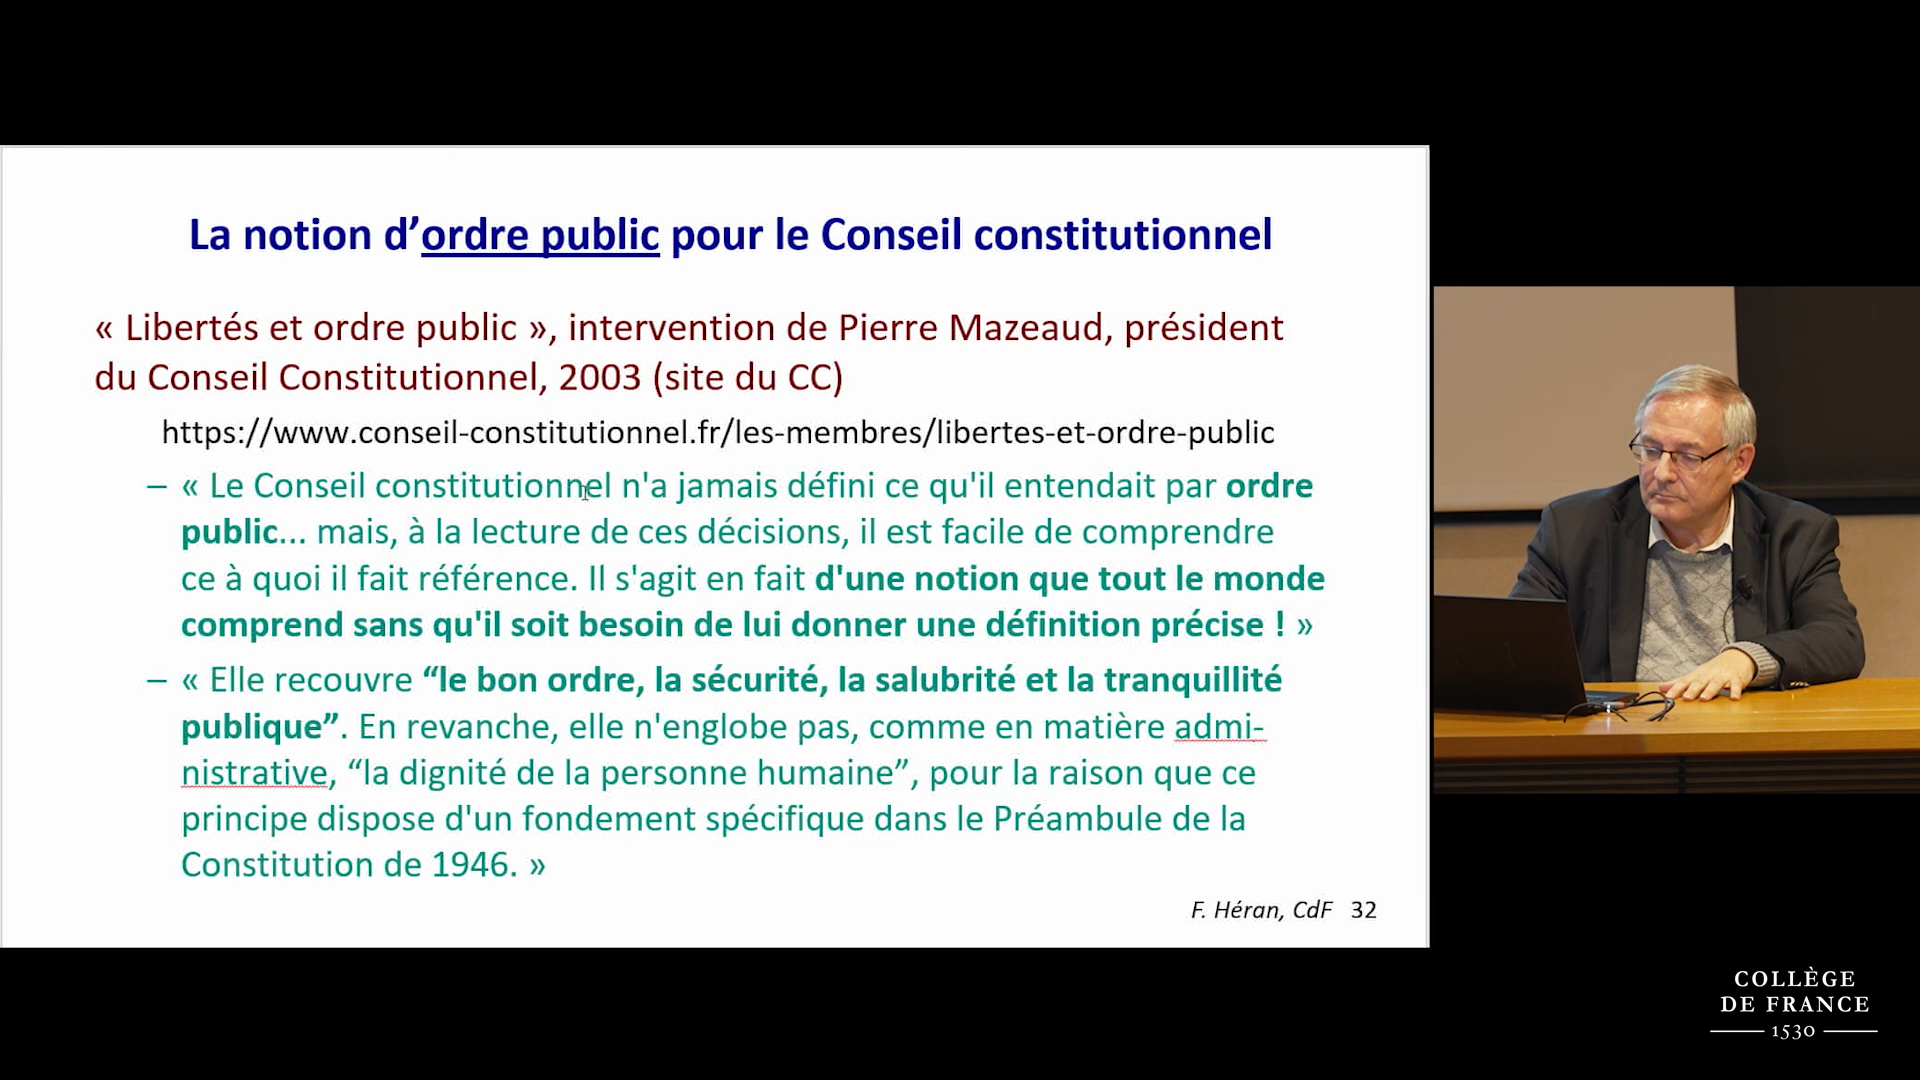 La notion d’ordre public pour le Conseil constitutionnel
« Libertés et ordre public », intervention de Pierre Mazeaud, président
du Conseil Constitutionnel, 2003 (site du CC)
https://www.conseil-constitutionnel.fr/les-membres/libertes-et-ordre-public
– « Le Conseil constitutionnel n'a jamais défini ce qu'il entendait par ordre
public... mais, à la lecture de ces décisions, il est facile de comprendre
ce à quoi il fait référence. Il s'agit en fait d'une notion que tout le monde
comprend sans qu'il soit besoin de lui donner une définition précise ! »
– « Elle recouvre “le bon ordre, la sécurité, la salubrité et la tranquillité
publique”. En revanche, elle n'englobe pas, comme en matière admi-
nistrative, “la dignité de la personne humaine”, pour la raison que ce
principe dispose d'un fondement spécifique dans le Préambule de la
Constitution de 1946. »
F. Héran, CdF 32
COLLÈGE
DE FRANCE
1530